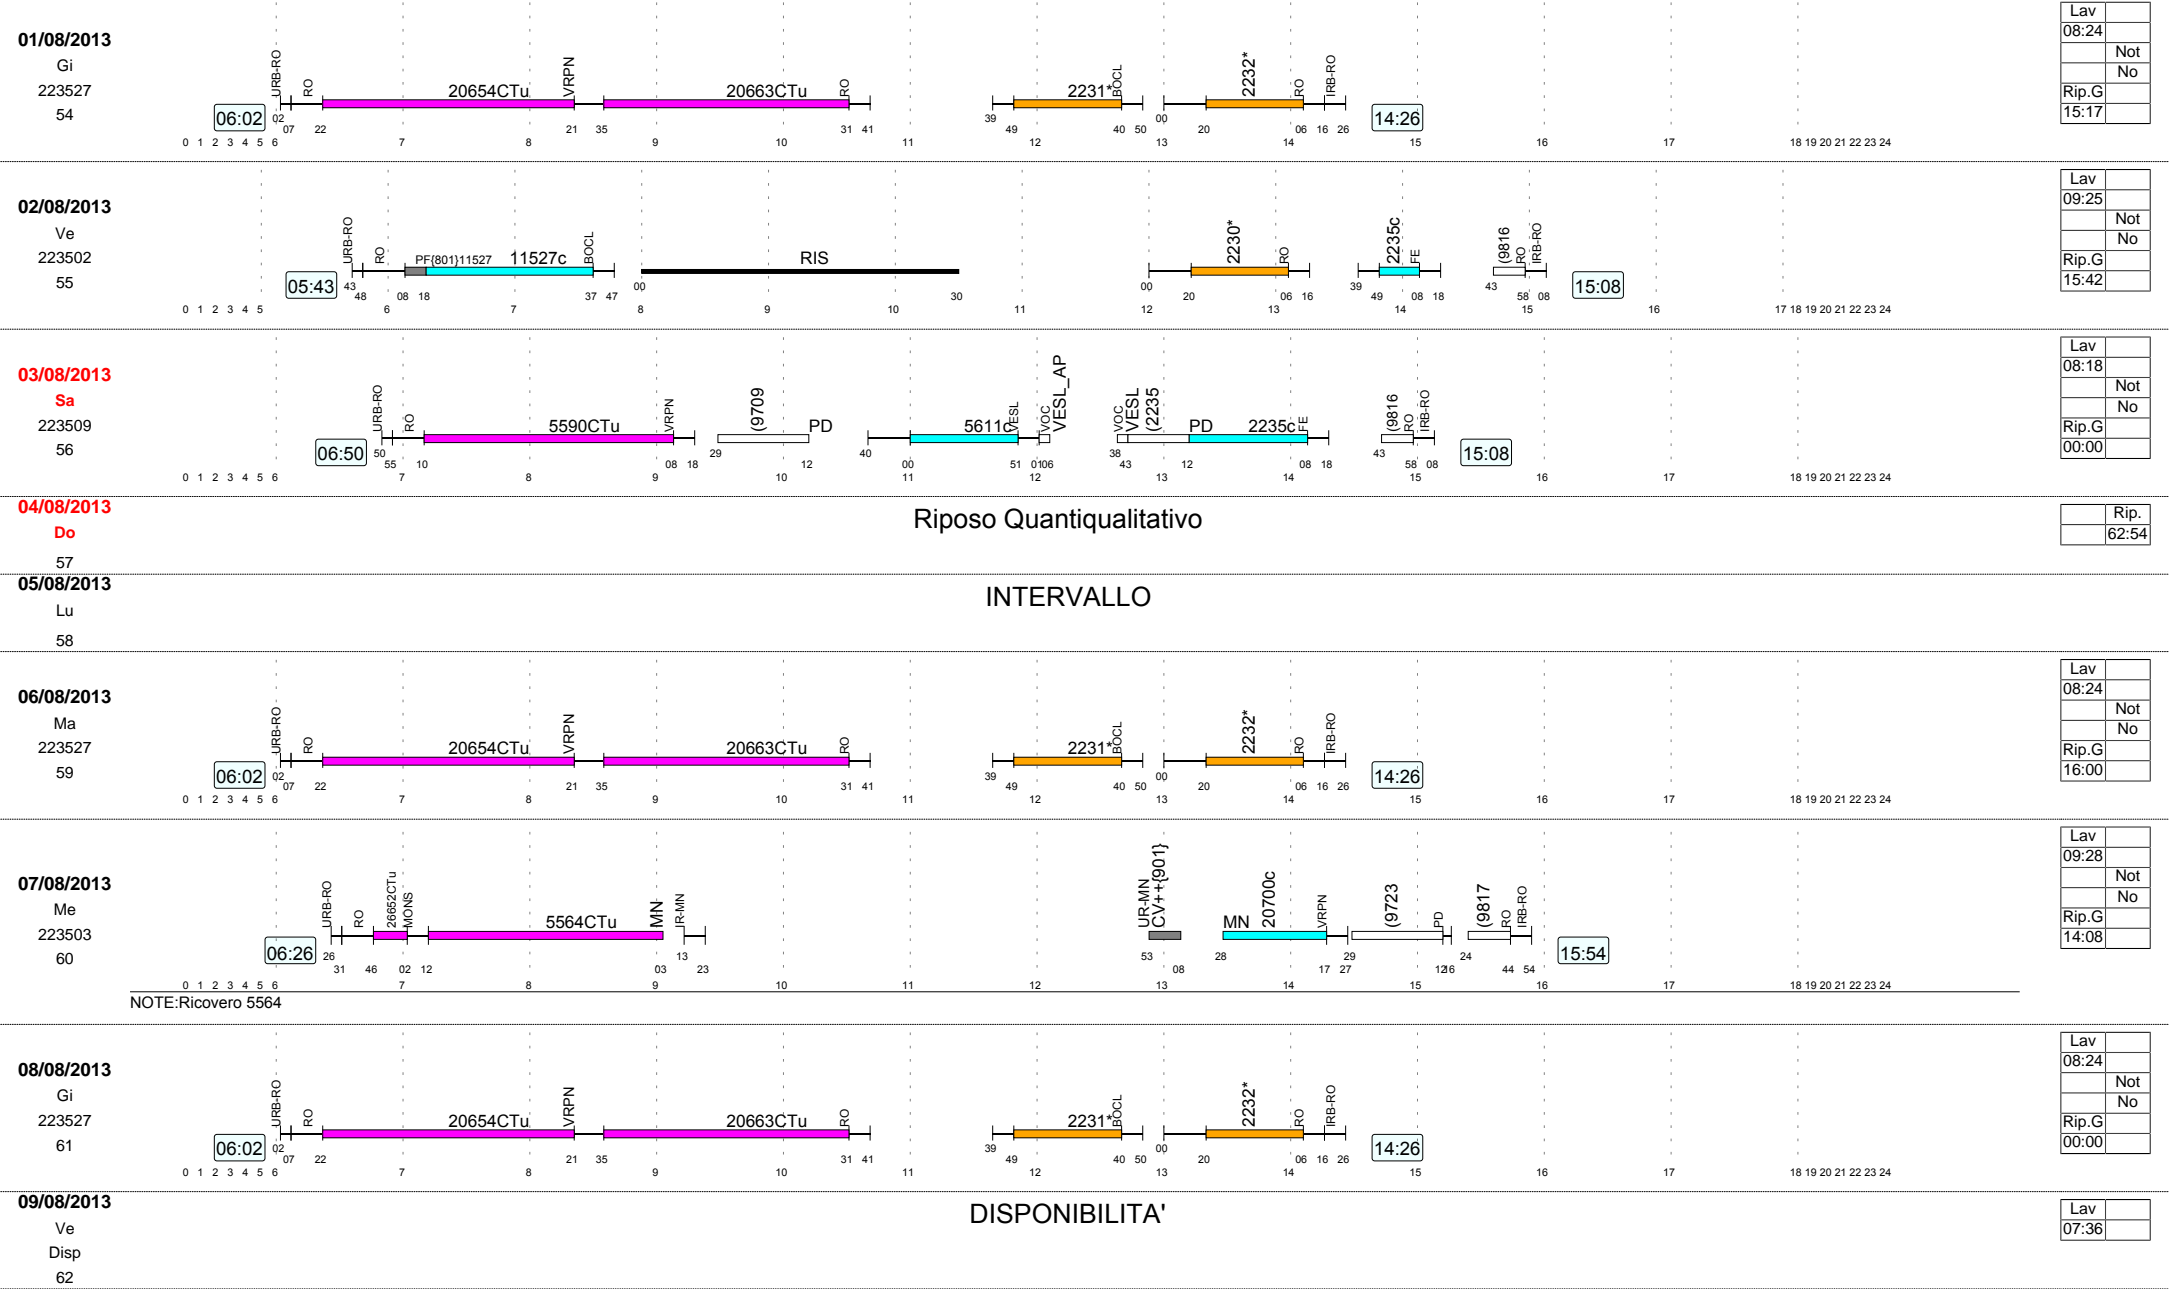 01/08/2013
Gi
223527
54
06:02
URB-RO RO 20654CTu VRPN 20663CTu RO 2231* BOCL 2232* RO IRB-RO
02 07 22 21 35 31 41 39 49 40 50 00 20 06 16 26
14:26
0 1 2 3 4 5 6 7 8 9 10 11 12 13 14 15 16 17 18 19 20 21 22 23 24
Lav
08:24
Not
No
Rip.G
15:17
02/08/2013
Ve
223502
55
05:43
URB-RO RO PF{801}11527 11527c BOCL RIS 2230* RO 2235c FE (9816 RO IRB-RO
43 48 08 18 37 47 00 30 00 20 06 16 39 49 08 18 43 58 08
15:08
0 1 2 3 4 5 6 7 8 9 10 11 12 13 14 15 16 17 18 19 20 21 22 23 24
Lav
09:25
Not
No
Rip.G
15:42
03/08/2013
Sa
223509
56
06:50
URB-RO RO 5590CTu VRPN (9709 PD 5611c VESL VOC VESL_AP VOC VESL (2235 PD 2235c FE (9816 RO IRB-RO
50 55 10 08 18 29 12 40 00 51 01 06 38 43 12 08 18 43 58 08
15:08
0 1 2 3 4 5 6 7 8 9 10 11 12 13 14 15 16 17 18 19 20 21 22 23 24
Lav
08:18
Not
No
Rip.G
00:00
04/08/2013
Do
57
Riposo Quantiqualitativo
Rip.
62:54
05/08/2013
Lu
58
INTERVALLO
06/08/2013
Ma
223527
59
06:02
URB-RO RO 20654CTu VRPN 20663CTu RO 2231* BOCL 2232* RO IRB-RO
02 07 22 21 35 31 41 39 49 40 50 00 20 06 16 26
14:26
0 1 2 3 4 5 6 7 8 9 10 11 12 13 14 15 16 17 18 19 20 21 22 23 24
Lav
08:24
Not
No
Rip.G
16:00
07/08/2013
Me
223503
60
06:26
URB-RO RO 26652CTu MONS 5564CTu MN IR-MN UR-MN CV++{901} MN 20700c VRPN (9723 PD (9817 RO IRB-RO
26 31 46 02 12 03 13 23 53 08 28 17 27 29 12 16 24 44 54
15:54
0 1 2 3 4 5 6 7 8 9 10 11 12 13 14 15 16 17 18 19 20 21 22 23 24
NOTE:Ricovero 5564
Lav
09:28
Not
No
Rip.G
14:08
08/08/2013
Gi
223527
61
06:02
URB-RO RO 20654CTu VRPN 20663CTu RO 2231* BOCL 2232* RO IRB-RO
02 07 22 21 35 31 41 39 49 40 50 00 20 06 16 26
14:26
0 1 2 3 4 5 6 7 8 9 10 11 12 13 14 15 16 17 18 19 20 21 22 23 24
Lav
08:24
Not
No
Rip.G
00:00
09/08/2013
Ve
Disp
62
DISPONIBILITA'
Lav
07:36